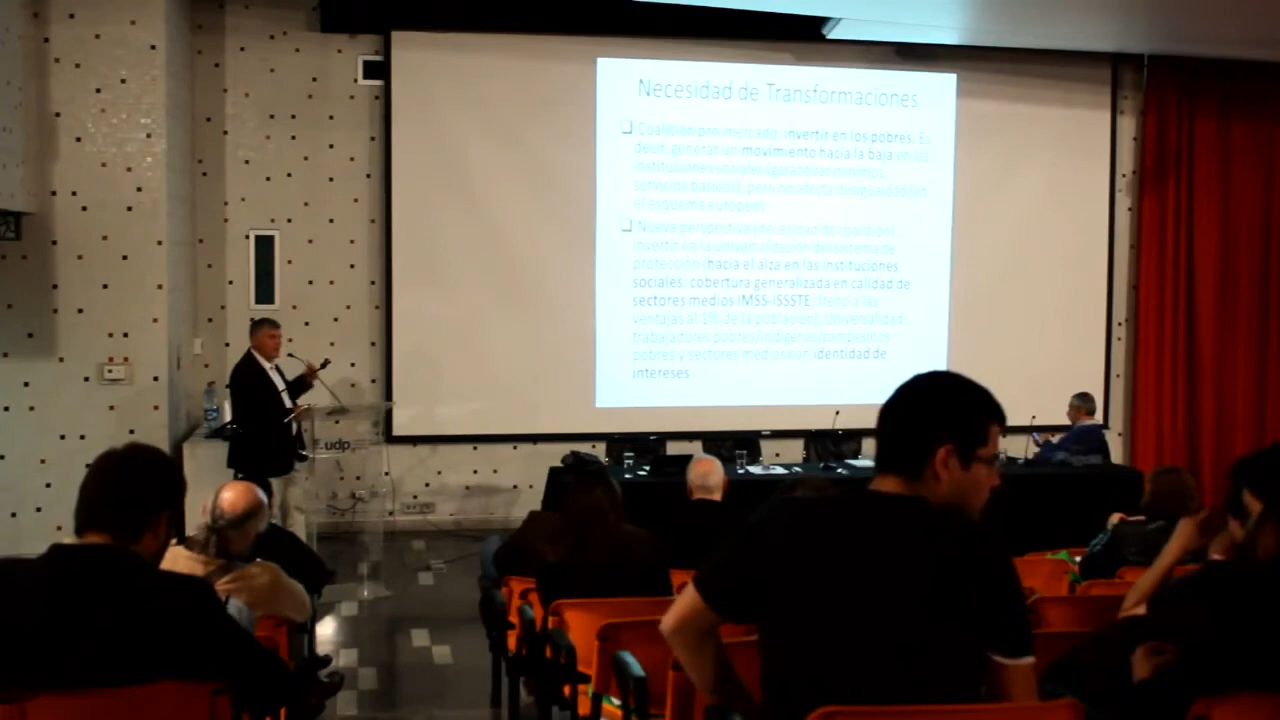 Necesidad de Transformaciones
❑ Coalición pro-mercado: invertir en los pobres. Es
decir, generar un movimiento hacia la baja en las
instituciones sociales (garantizar mínimos,
servicios básicos), pero no afecta desigualdad (en
el esquema europeo).
❑ Nueva perspectiva (necesidad de coalición)
invertir en la universalización del sistema de
protección (hacia el alza en las instituciones
sociales: cobertura generalizada en calidad de
sectores medios IMSS-ISSSTE, freno a las
ventajas al 1% de la población). Universalidad:
trabajadores pobres/indígenas/campesinos
pobres y sectores medios con identidad de
intereses
udp